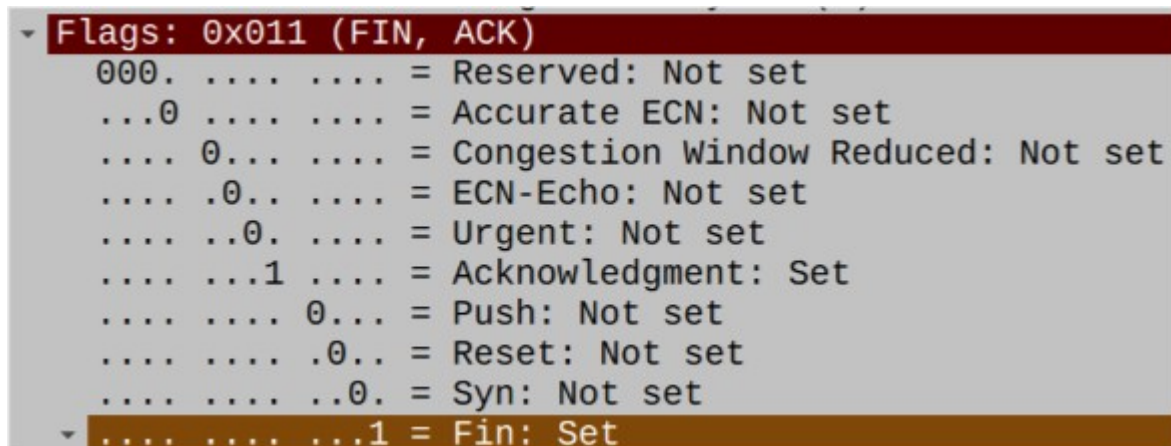 Flags: 0x011 (FIN, ACK)
000. .... .... = Reserved: Not set
...0 .... .... = Accurate ECN: Not set
.... 0... .... = Congestion Window Reduced: Not set
.... .0.. .... = ECN-Echo: Not set
.... ..0. .... = Urgent: Not set
.... ...1 .... = Acknowledgment: Set
.... .... 0... = Push: Not set
.... .... .0.. = Reset: Not set
.... .... ..0. = Syn: Not set
.... .... ...1 = Fin: Set